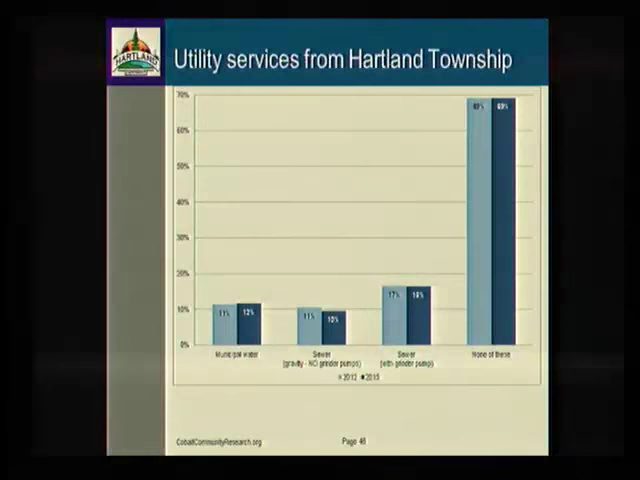 HARTLAND
Utility services from Hartland Township
70%
60%
50%
40%
30%
20%
10%
0%
11% 12%
11% 10%
17% 16%
69% 69%
Municipal water
Sewer
(gravity - NO grinder pumps)
Sewer
(with grinder pump)
None of these
2012 2013
CobaltCommunityResearch.org
Page 46